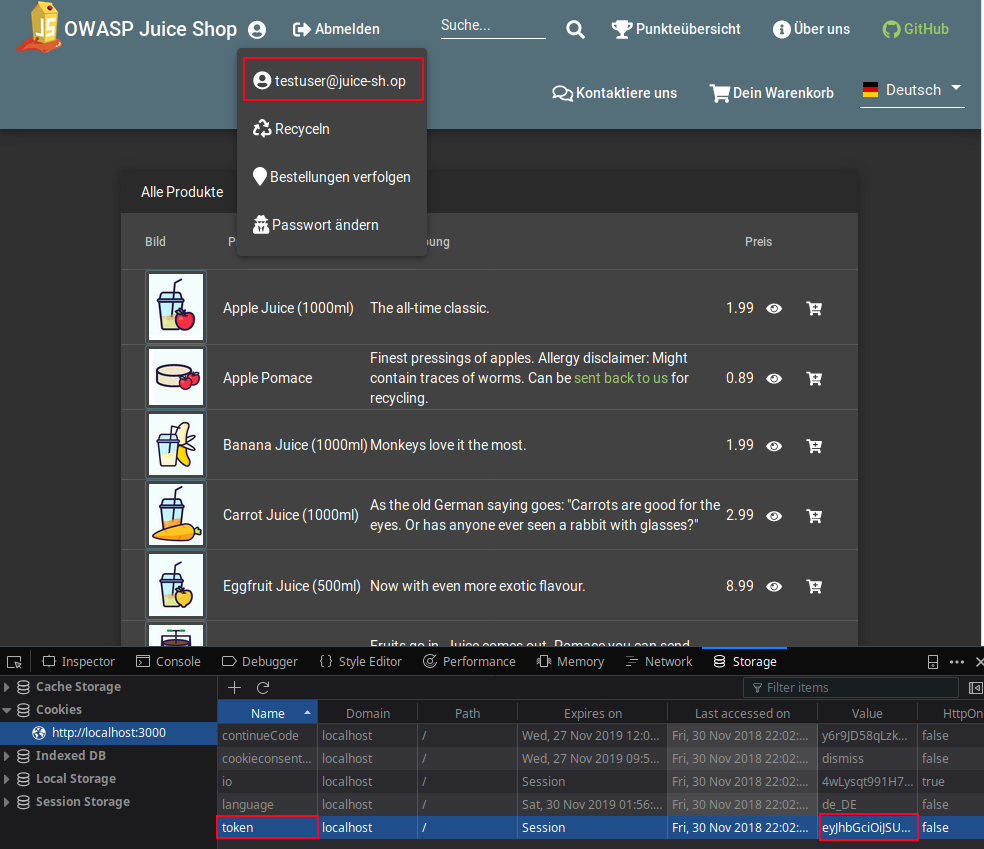 OWASP Juice Shop
Abmelden
Suche...
Punkteübersicht
Über uns
GitHub
Kontaktiere uns
Dein Warenkorb
Deutsch
testuser@juice-sh.op
Recyceln
Bestellungen verfolgen
Passwort ändern
Alle Produkte
Bild
Preis
Apple Juice (1000ml) The all-time classic. 1.99
Finest pressings of apples. Allergy disclaimer: Might
Apple Pomace contain traces of worms. Can be sent back to us for 0.89
recycling.
Banana Juice (1000ml) Monkeys love it the most. 1.99
As the old German saying goes: "Carrots are good for the
Carrot Juice (1000ml) 2.99
eyes. Or has anyone ever seen a rabbit with glasses?"
Eggfruit Juice (500ml) Now with even more exotic flavour. 8.99
Fruits go in. Juice comes out. Pomace you can send
Inspector Console Debugger {} Style Editor Performance Memory Network Storage
Cache Storage
Cookies
http://localhost:3000
Indexed DB
Local Storage
Session Storage
Filter items
Name Domain Path Expires on Last accessed on Value HttpOn
continueCode localhost / Wed, 27 Nov 2019 12:0... Fri, 30 Nov 2018 22:02:... y6r9JD58qLzk... false
cookieconsent... localhost / Wed, 27 Nov 2019 09:5... Fri, 30 Nov 2018 22:02:... dismiss false
io localhost / Session Fri, 30 Nov 2018 22:02:... 4wLysqt991H7... true
language localhost / Sat, 30 Nov 2019 01:56:... Fri, 30 Nov 2018 22:02:... de_DE false
token localhost / Session Fri, 30 Nov 2018 22:02:... eyJhbGciOiJSU... false